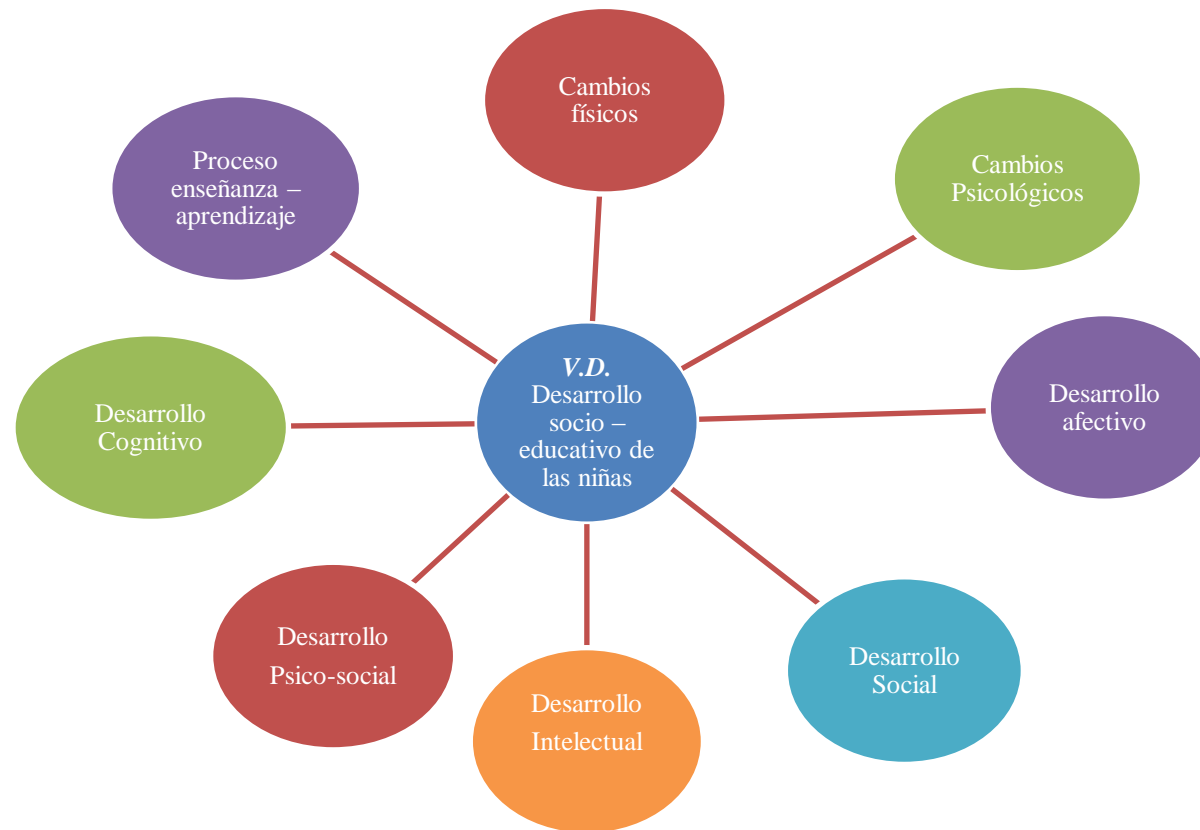 Cambios
físicos
Proceso
enseñanza –
aprendizaje
Cambios
Psicológicos
V.D.
Desarrollo
socio –
educativo de
las niñas
Desarrollo
afectivo
Desarrollo
Cognitivo
Desarrollo
Psico-social
Desarrollo
Social
Desarrollo
Intelectual